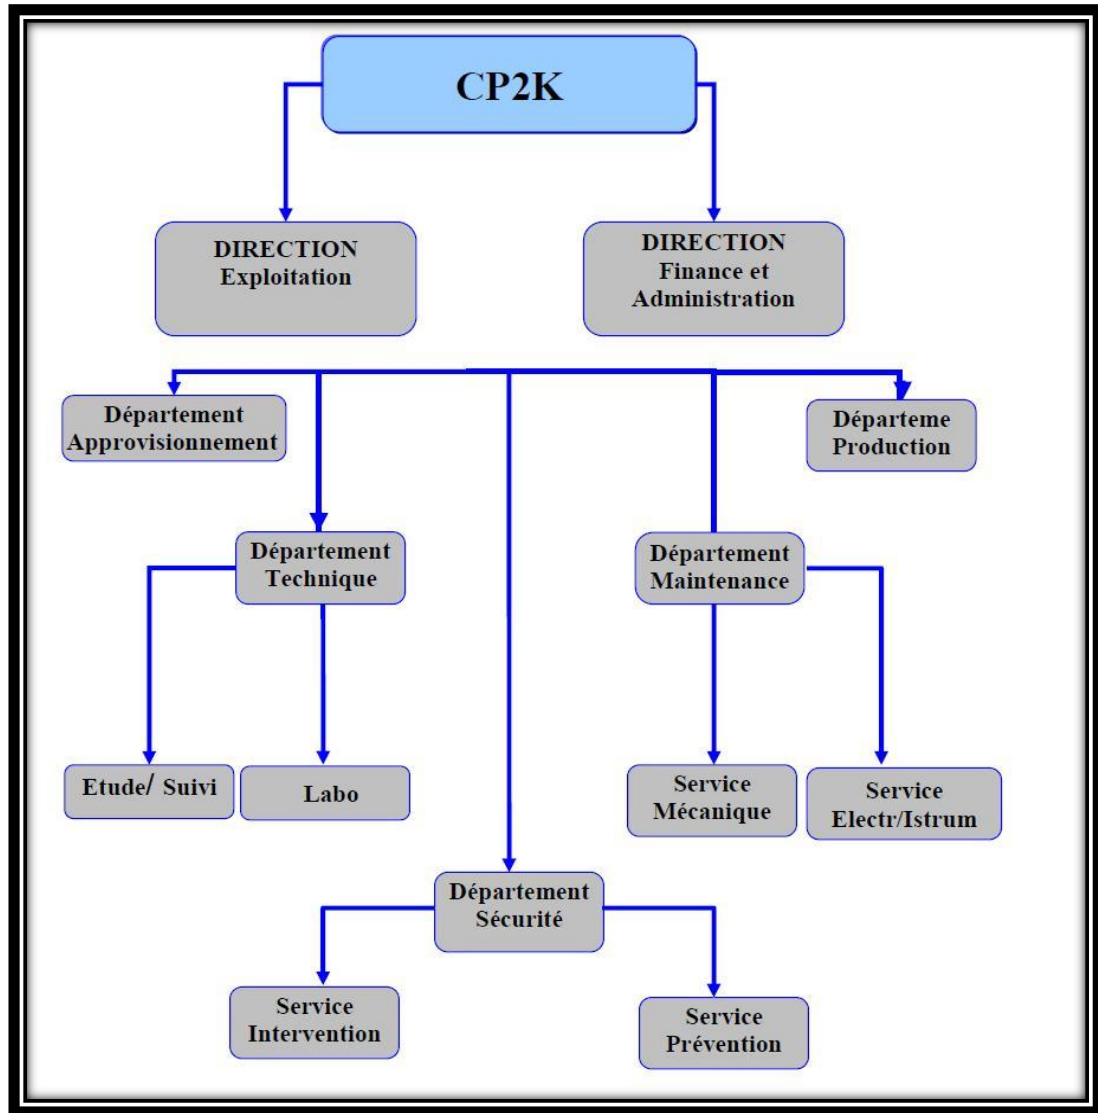 CP2K
DIRECTION
Exploitation
DIRECTION
Finance et
Administration
Département
Approvisionnement
Départeme
Production
Département
Technique
Département
Maintenance
Etude/ Suivi
Labo
Service
Mécanique
Service
Electr/Istrum
Département
Sécurité
Service
Intervention
Service
Prévention